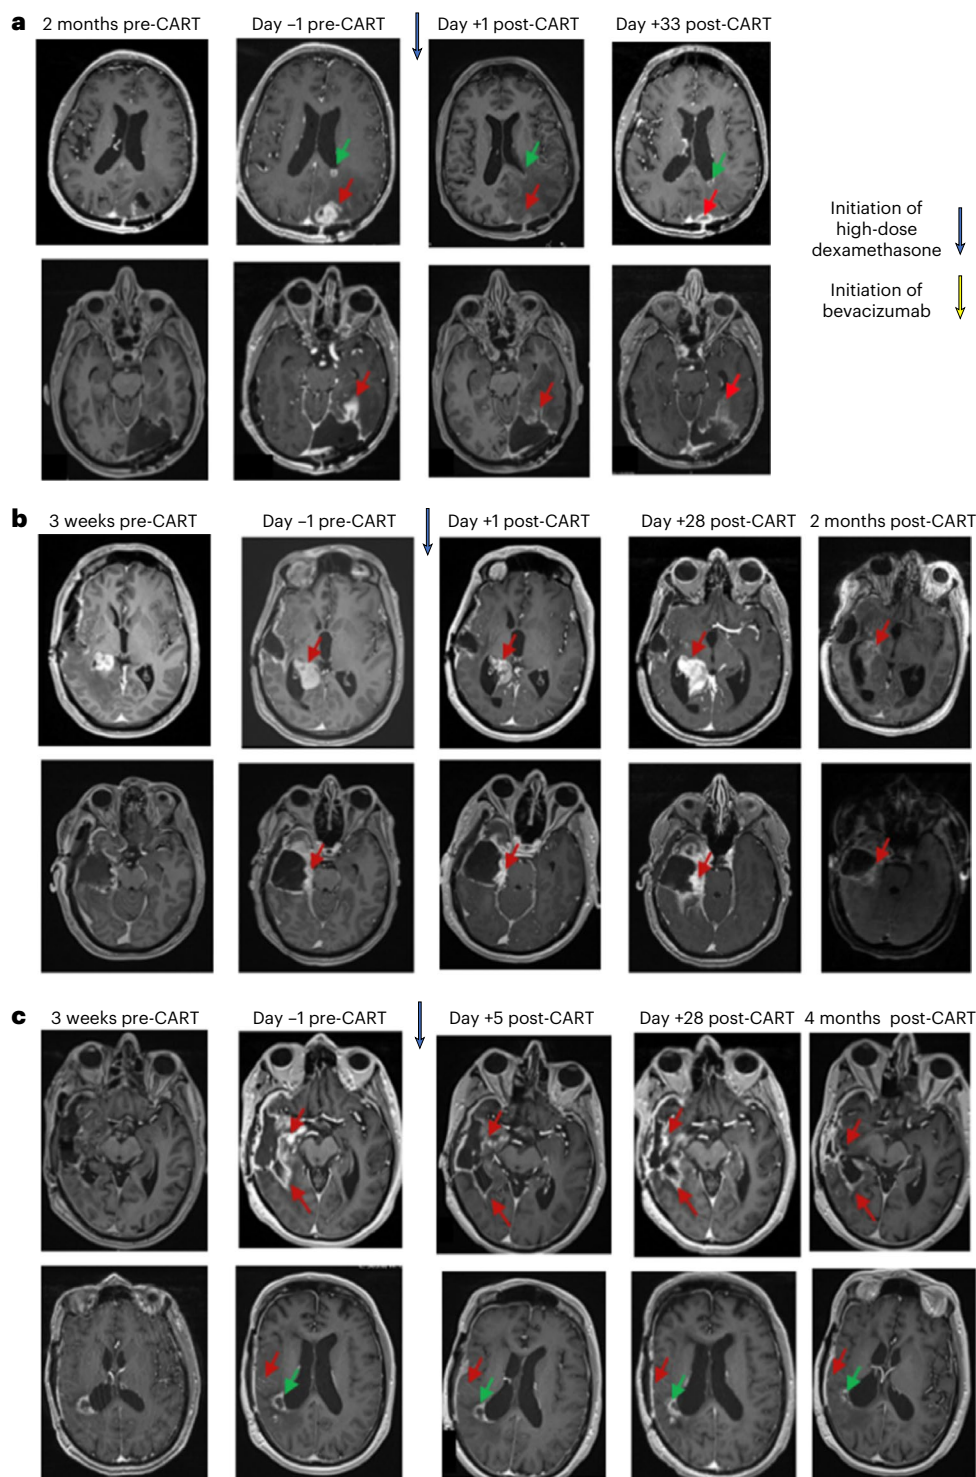 a
2 months pre-CART
Day –1 pre-CART
Day +1 post-CART
Day +33 post-CART
Initiation of
high-dose
dexamethasone
Initiation of
bevacizumab
b
3 weeks pre-CART
Day –1 pre-CART
Day +1 post-CART
Day +28 post-CART
2 months post-CART
c
3 weeks pre-CART
Day –1 pre-CART
Day +5 post-CART
Day +28 post-CART
4 months post-CART